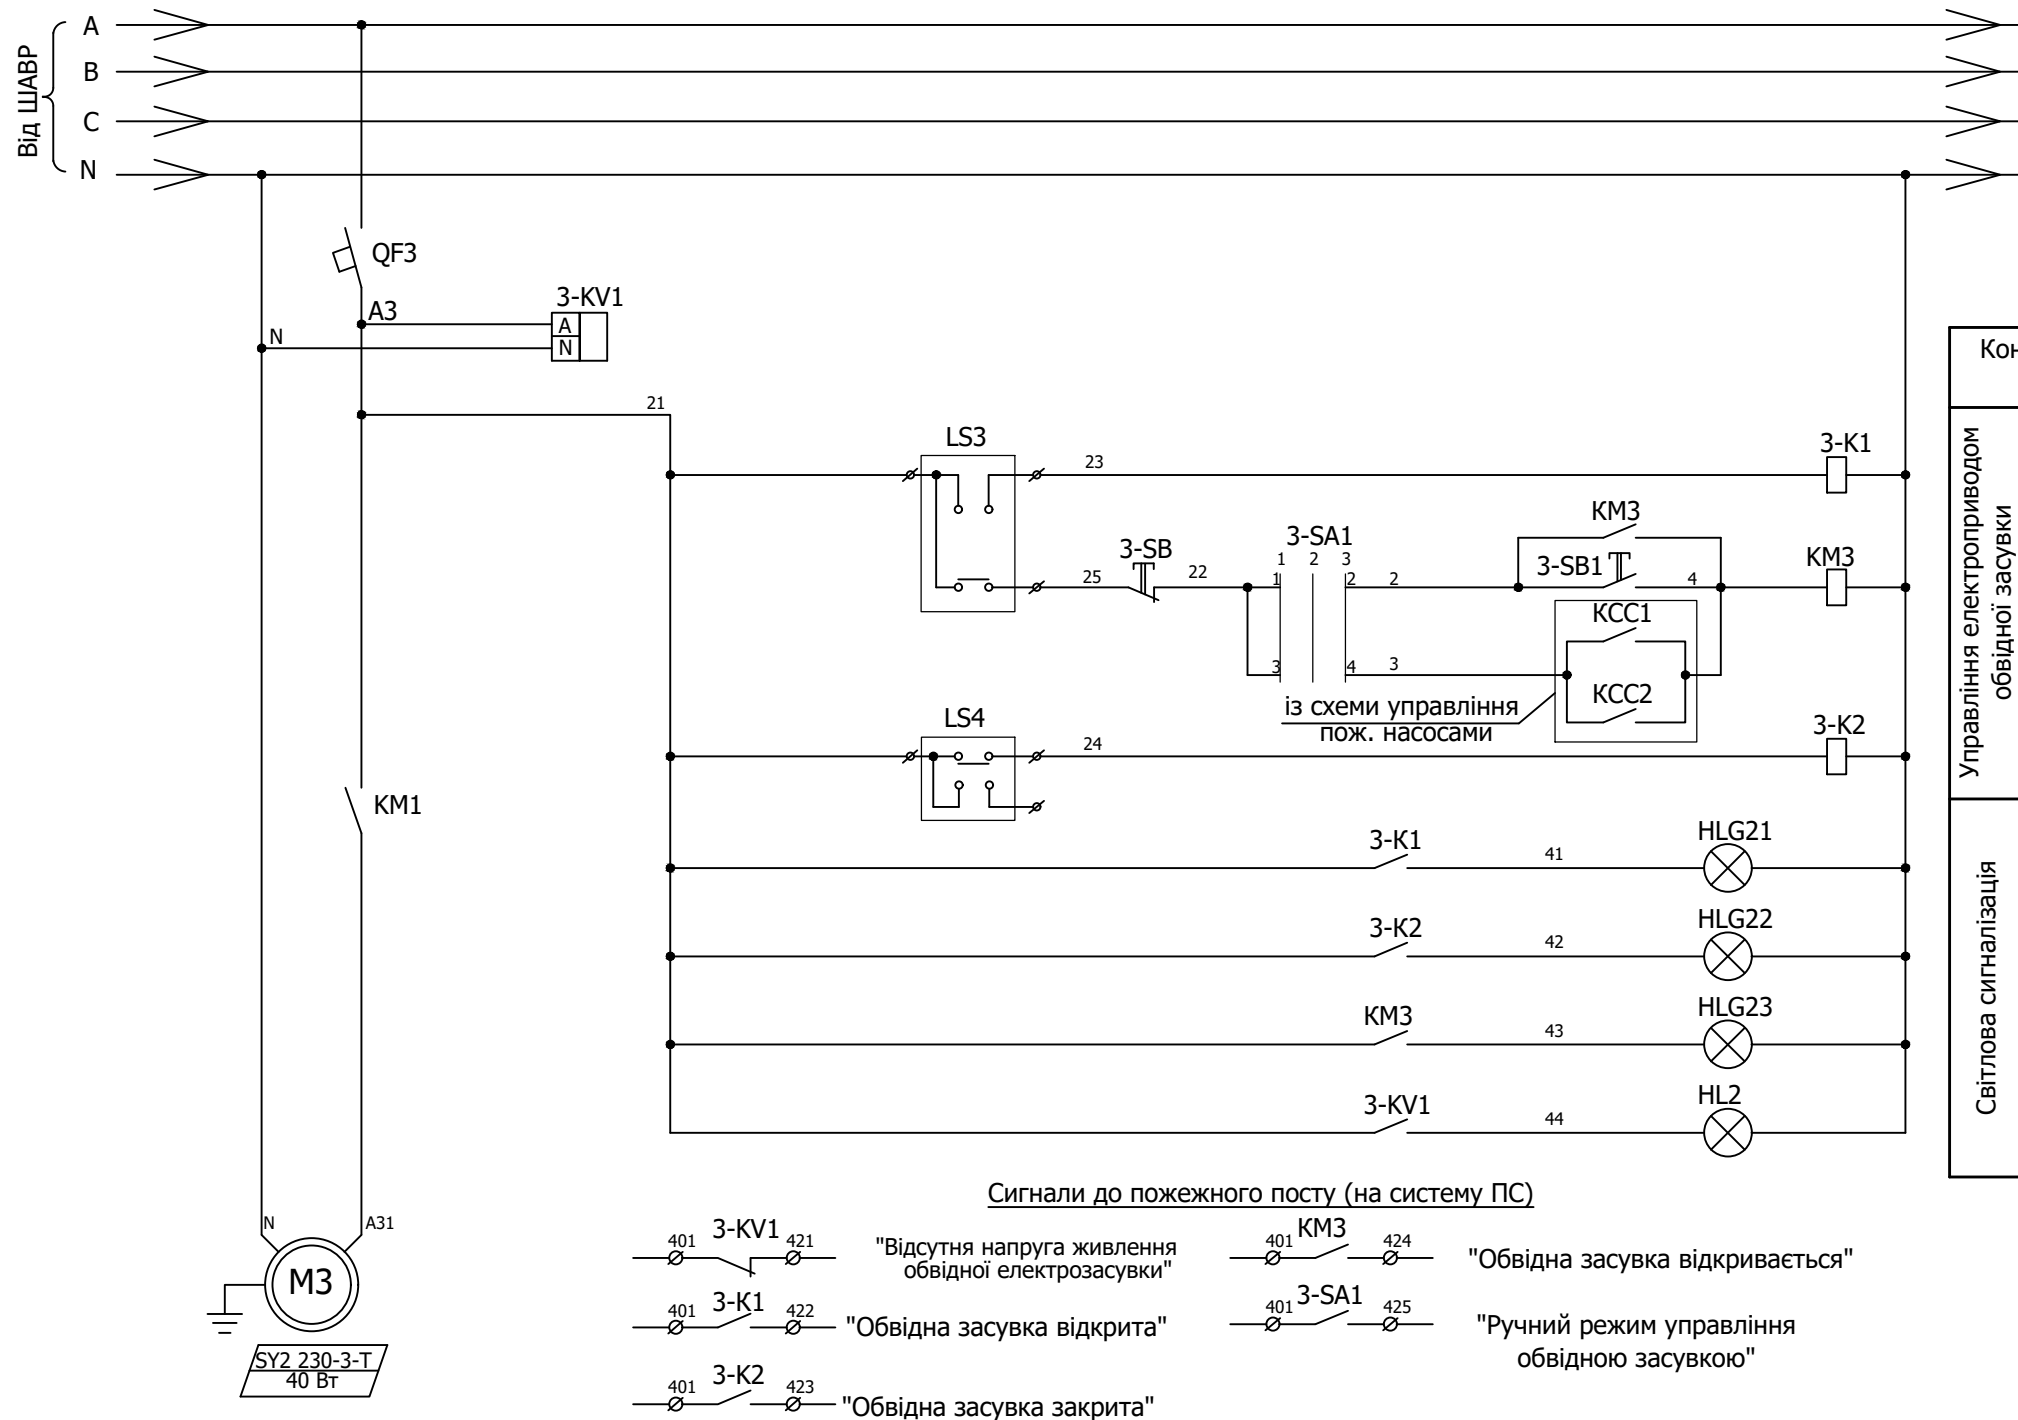 Від ШАВР
A
B
C
N
QF3
A3
3-KV1
A
N
N
21
LS3
23
3-K1
KM3
3-SB
3-SA1
1 2 3
3-SB1
KM3
25
22
1
2
2
4
KCC1
3
4
3
KCC2
із схеми управління
пож. насосами
LS4
24
3-K2
KM1
3-K1
41
HLG21
3-K2
42
HLG22
KM3
43
HLG23
3-KV1
44
HL2
Кон
Управління електроприводом
обвідної засувки
Світлова сигналізація
N
A31
M3
SY2 230-3-T
40 Вт
Сигнали до пожежного посту (на систему ПС)
401 3-KV1 421
"Відсутня напруга живлення
обвідної електрозасувки"
401 KM3 424
"Обвідна засувка відкривається"
401 3-K1 422
"Обвідна засувка відкрита"
401 3-SA1 425
"Ручний режим управління
обвідною засувкою"
401 3-K2 423
"Обвідна засувка закрита"